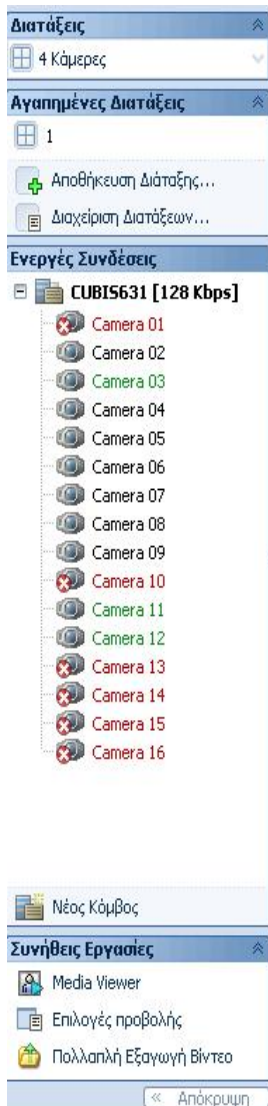 Διατάξεις
4 Κάμερες
Αγαπημένες Διατάξεις
1
Αποθήκευση Διάταξης...
Διαχείριση Διατάξεων...
Ενεργές Συνδέσεις
CUBIS631 [128 Kbps]
Camera 01
Camera 02
Camera 03
Camera 04
Camera 05
Camera 06
Camera 07
Camera 08
Camera 09
Camera 10
Camera 11
Camera 12
Camera 13
Camera 14
Camera 15
Camera 16
Νέος Κόμβος
Συνήθεις Εργασίες
Media Viewer
Επιλογές προβολής
Πολλαπλή Εξαγωγή Βίντεο
« Απόκρυψη